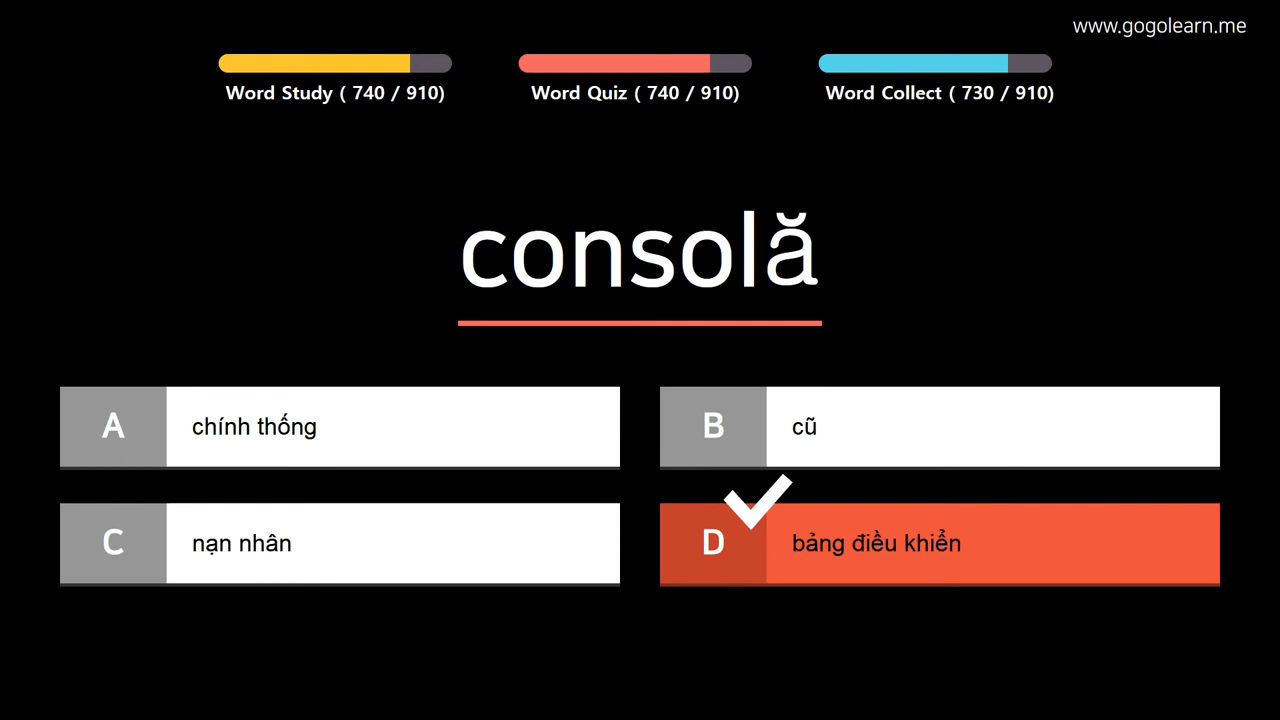 www.gogolearn.me
Word Study ( 740 / 910)
Word Quiz ( 740 / 910)
Word Collect ( 730 / 910)
consolă
A chính thống
B cũ
C nạn nhân
D bảng điều khiển